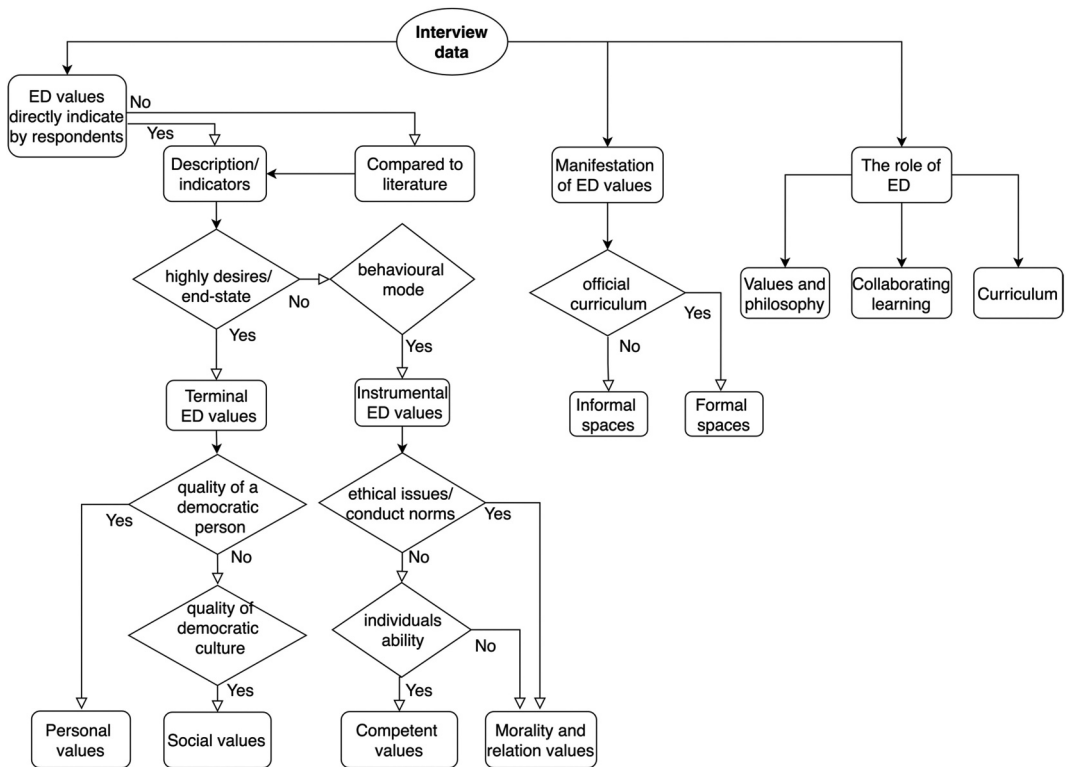 Interview
data
ED values
directly indicate
by respondents
No
Yes
Description/
indicators
Compared to
literature
Manifestation
of ED values
The role of
ED
highly desires/
end-state
No
Yes
behavioural
mode
Yes
official
curriculum
Yes
No
Values and
philosophy
Collaborating
learning
Curriculum
Terminal
ED values
Instrumental
ED values
Informal
spaces
Formal
spaces
quality of a
democratic
person
Yes
No
ethical issues/
conduct norms
Yes
No
quality of
democratic
culture
Yes
individuals
ability
No
Yes
Personal
values
Social values
Competent
values
Morality and
relation values